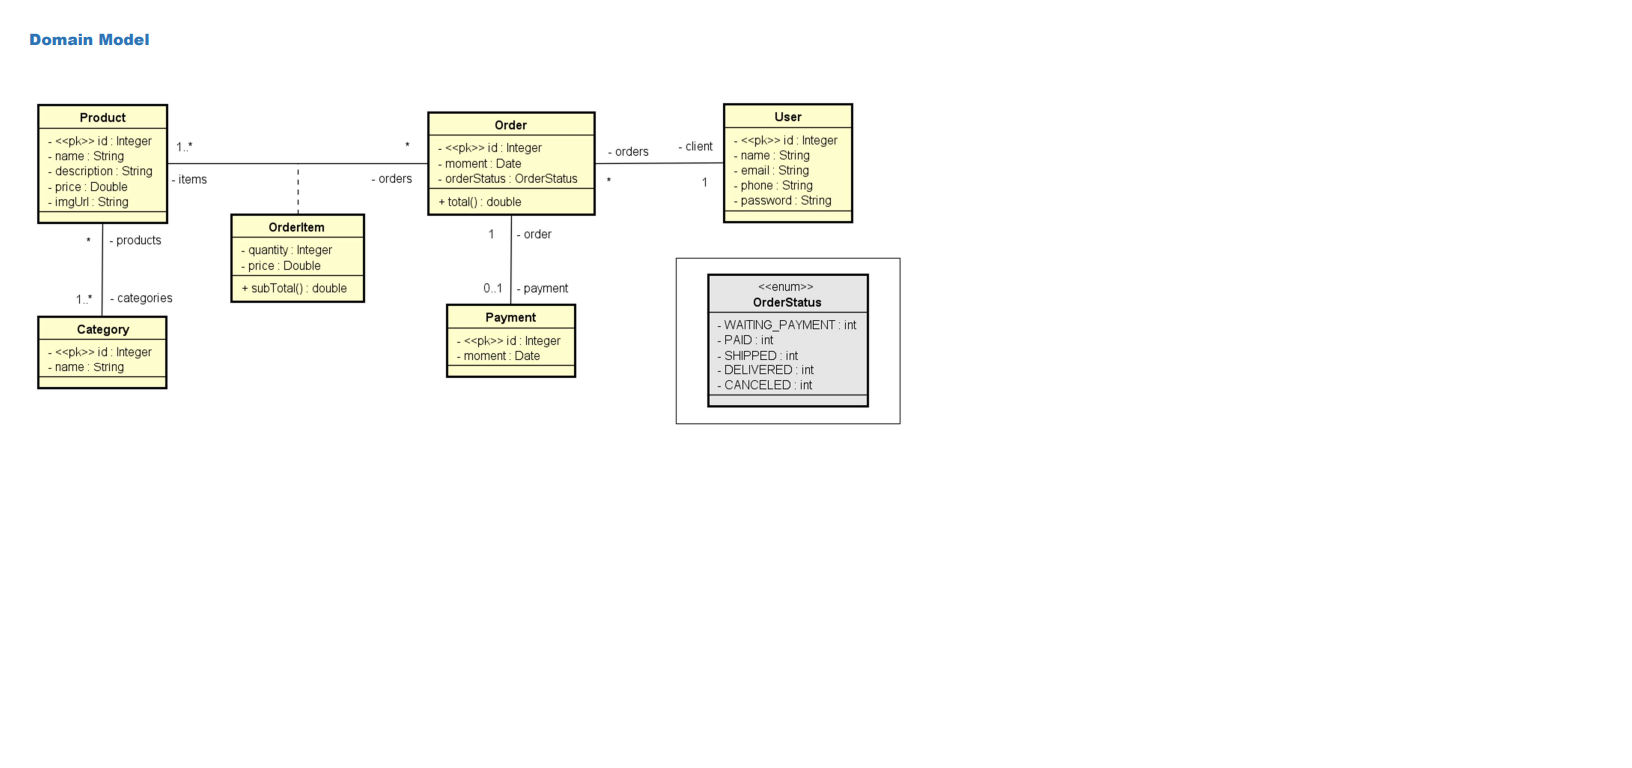 Domain Model
Product
- <<pk>> id : Integer
- name : String
- description : String
- price : Double
- imgUrl : String
1..*
- items
*
- orders
Order
- <<pk>> id : Integer
- moment : Date
- orderStatus : OrderStatus
+ total() : double
- orders
*
- client
1
User
- <<pk>> id : Integer
- name : String
- email : String
- phone : String
- password : String
OrderItem
- quantity : Integer
- price : Double
+ subTotal() : double
* - products
1..* - categories
Category
- <<pk>> id : Integer
- name : String
1 - order
0..1 - payment
Payment
- <<pk>> id : Integer
- moment : Date
<<enum>>
OrderStatus
- WAITING_PAYMENT : int
- PAID : int
- SHIPPED : int
- DELIVERED : int
- CANCELED : int